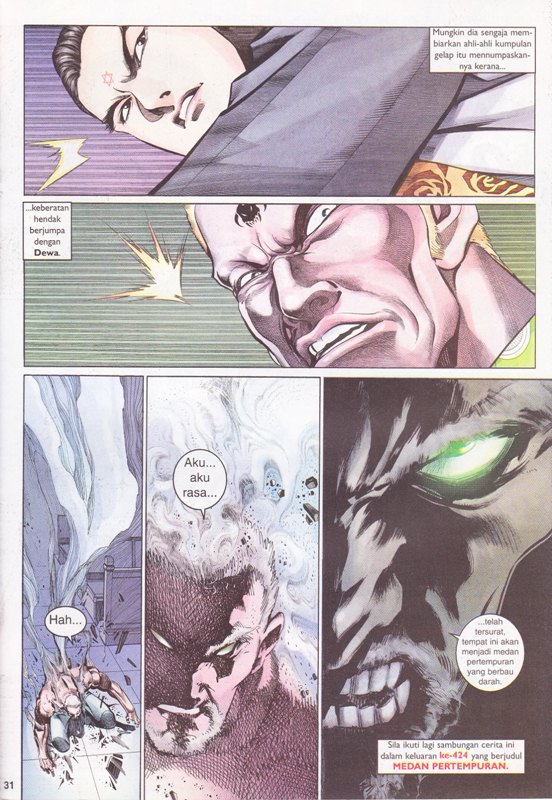 Mungkin dia sengaja mem-
biarkan ahli-ahli kumpulan
gelap itu mennumpaskan-
nya kerana...
...keberatan
hendak
berjumpa
dengan
Dewa.
Hah...
Aku...
aku
rasa...
...telah
tersurat,
tempat ini akan
menjadi medan
pertempuran
yang berbau
darah.
Sila ikuti lagi sambungan cerita ini
dalam keluaran ke-424 yang berjudul
MEDAN PERTEMPURAN.
31